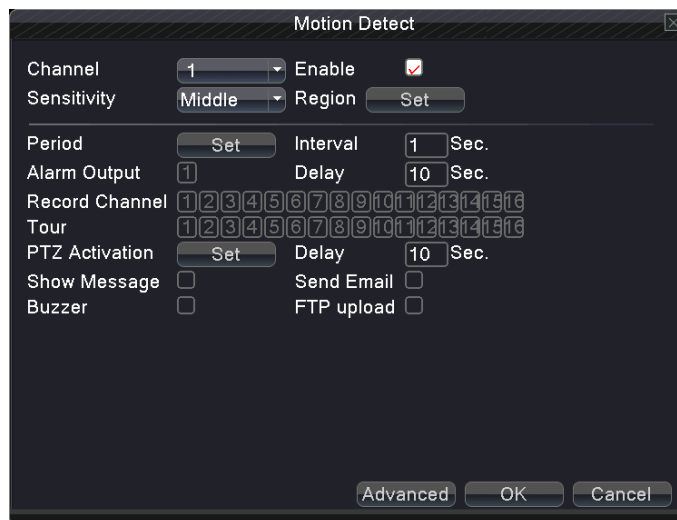 Motion Detect
Channel 1 Enable
Sensitivity Middle Region Set
Period Set Interval 1 Sec.
Alarm Output 1 Delay 10 Sec.
Record Channel 1 2 3 4 5 6 7 8 9 10 11 12 13 14 15 16
Tour 1 2 3 4 5 6 7 8 9 10 11 12 13 14 15 16
PTZ Activation Set Delay 10 Sec.
Show Message Send Email
Buzzer FTP upload
Advanced OK Cancel